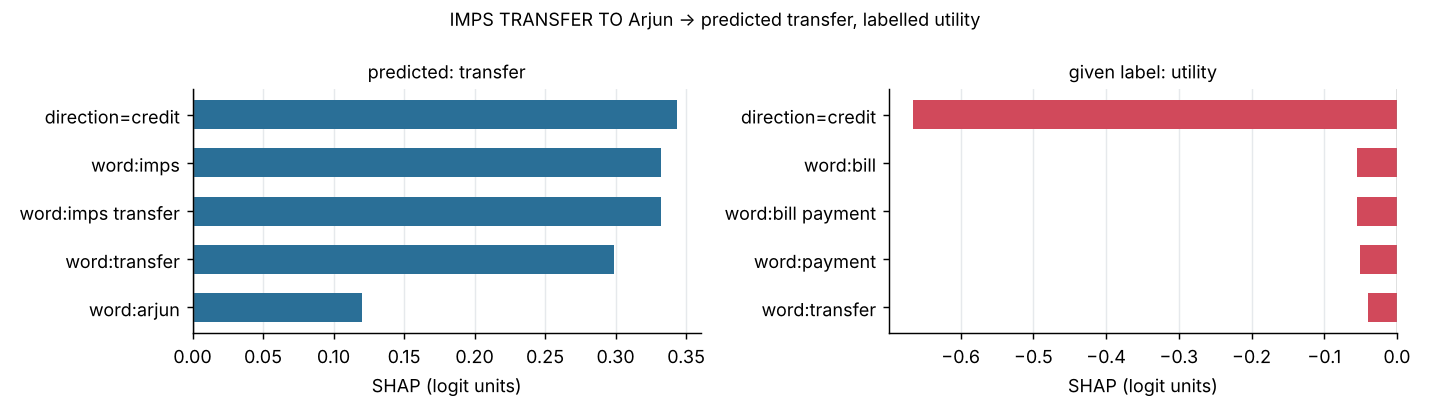 IMPS TRANSFER TO Arjun → predicted transfer, labelled utility
predicted: transfer
direction=credit
word:imps
word:imps transfer
word:transfer
word:arjun
0.00 0.05 0.10 0.15 0.20 0.25 0.30 0.35
SHAP (logit units)
given label: utility
direction=credit
word:bill
word:bill payment
word:payment
word:transfer
−0.6 −0.5 −0.4 −0.3 −0.2 −0.1 0.0
SHAP (logit units)